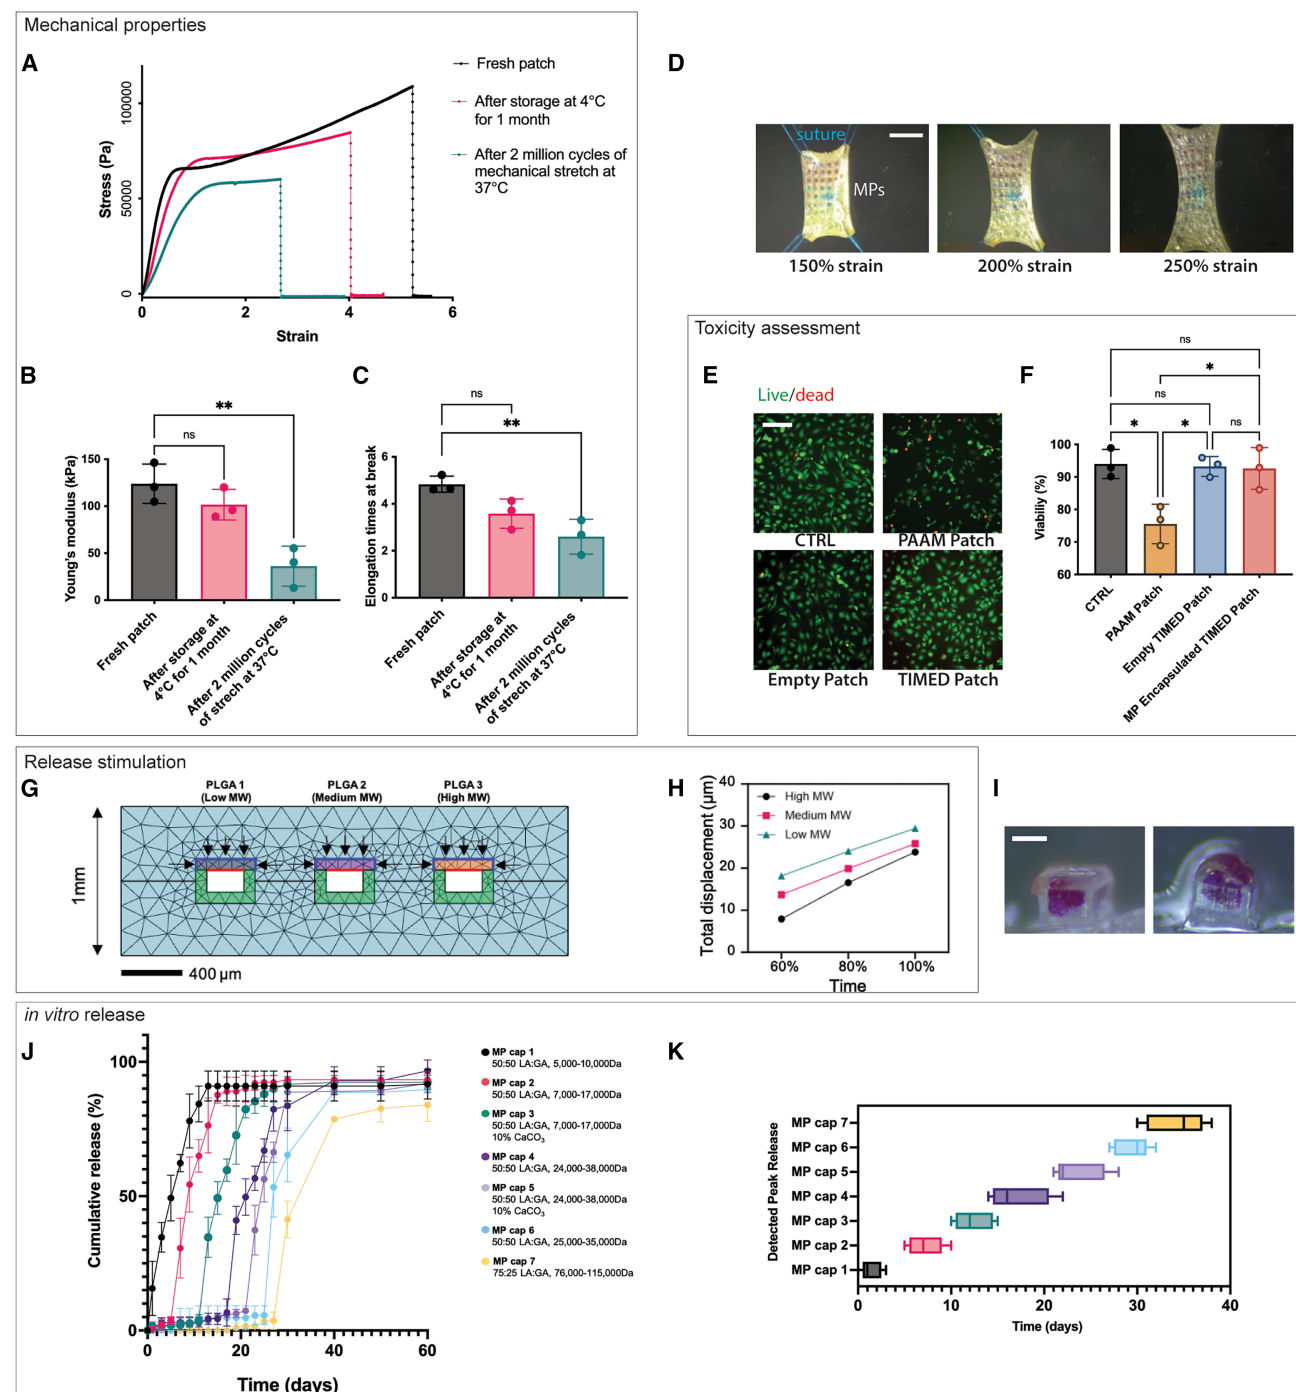 Mechanical properties
A
Stress (Pa)
100000
50000
0
0
2
4
6
Strain
Fresh patch
After storage at 4°C
for 1 month
After 2 million cycles of
mechanical stretch at
37°C
B
Young's modulus (kPa)
150
100
50
0
**
ns
Fresh patch
After storage at
4°C for 1 month
After 2 million cycles
of strech at 37°C
C
Elongation times at break
6
4
2
0
ns
**
Fresh patch
After storage at
4°C for 1 month
After 2 million cycles
of strech at 37°C
D
suture
MPs
150% strain
200% strain
250% strain
Toxicity assessment
E
Live/dead
CTRL
PAAM Patch
Empty Patch
TIMED Patch
F
Viabiliy (%)
100
90
80
70
60
ns
*
ns
*
*
ns
CTRL
PAAM Patch
Empty TIMED Patch
MP Encapsulated TIMED Patch
Release stimulation
G
PLGA 1
(Low MW)
PLGA 2
(Medium MW)
PLGA 3
(High MW)
1mm
400 μm
H
Total displacement (μm)
40
30
20
10
0
High MW
Medium MW
Low MW
60%
80%
100%
Time
I
in vitro release
J
Cumulative release (%)
100
50
0
0
20
40
60
Time (days)
MP cap 1
50:50 LA:GA, 5,000-10,000Da
MP cap 2
50:50 LA:GA, 7,000-17,000Da
MP cap 3
50:50 LA:GA, 7,000-17,000Da
10% CaCO3
MP cap 4
50:50 LA:GA, 24,000-38,000Da
MP cap 5
50:50 LA:GA, 24,000-38,000Da
10% CaCO3
MP cap 6
50:50 LA:GA, 25,000-35,000Da
MP cap 7
75:25 LA:GA, 76,000-115,000Da
K
Detected Peak Release
MP cap 7
MP cap 6
MP cap 5
MP cap 4
MP cap 3
MP cap 2
MP cap 1
0
10
20
30
40
Time (days)